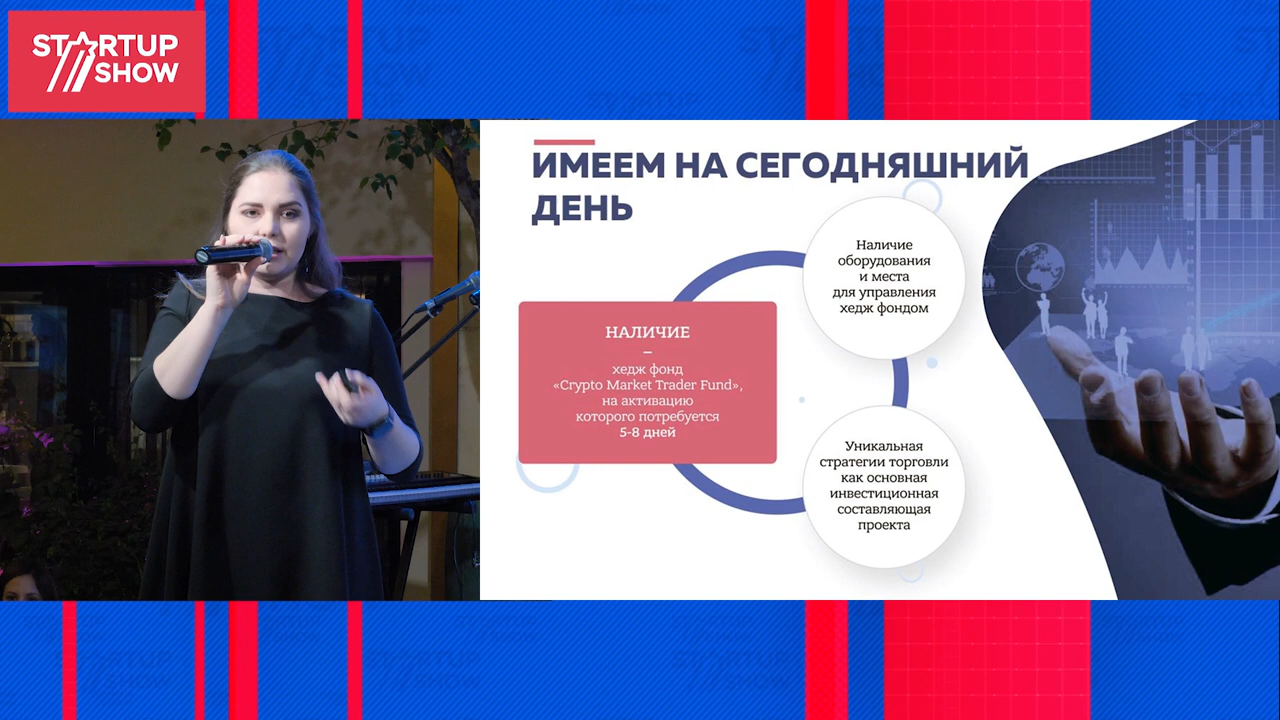 STARTUP
SHOW
ИМЕЕМ НА СЕГОДНЯШНИЙ
ДЕНЬ
НАЛИЧИЕ
–
хедж фонд
«Crypto Market Trader Fund»,
на активацию
которого потребуется
5-8 дней
Наличие
оборудования
и места
для управления
хедж фондом
Уникальная
стратегии торговли
как основная
инвестиционная
составляющая
проекта